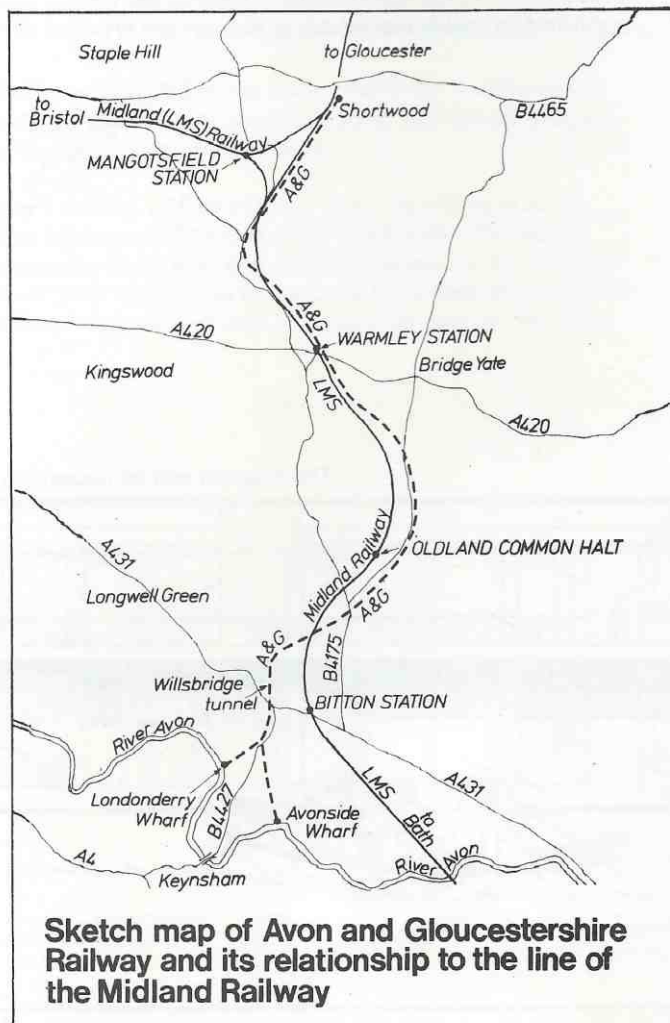 Staple Hill
to Gloucester
to
Bristol
Midland (LMS) Railway
Shortwood
B4465
MANGOTSFIELD
STATION
A&G
A&G
A420
WARMLEY STATION
Kingswood
Bridge Yate
LMS
A420
A431
Midland Railway
OLDLAND COMMON HALT
Longwell Green
A&G
A&G
B4175
Willsbridge
tunnel
BITTON STATION
River Avon
A431
LMS
to Bath
Londonderry
Wharf
B4427
Avonside
Wharf
A4
River Avon
Keynsham
Sketch map of Avon and Gloucestershire
Railway and its relationship to the line of
the Midland Railway